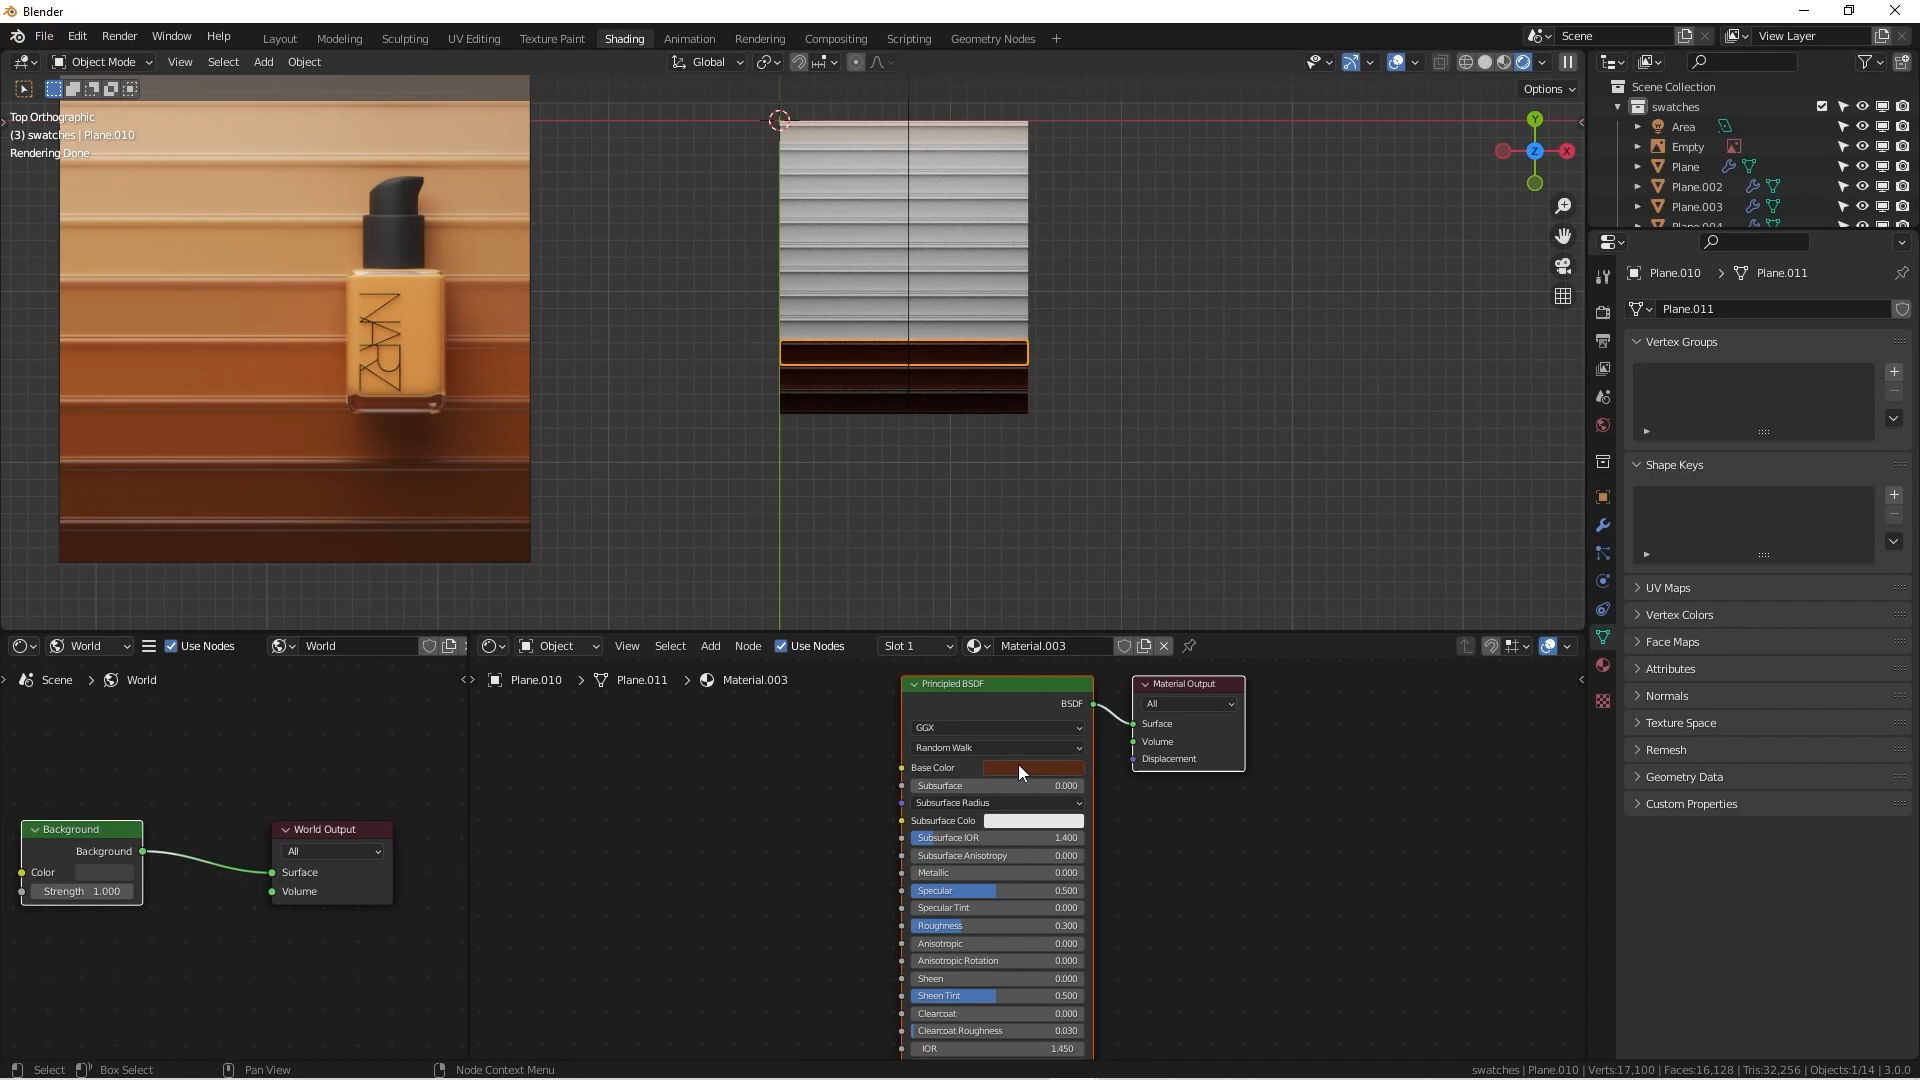 Blender
File Edit Render Window Help
Layout Modeling Sculpting UV Editing Texture Paint Shading Animation Rendering Compositing Scripting Geometry Nodes +
Scene
View Layer
Object Mode View Select Add Object
Global
Options
Top Orthographic
(3) swatches | Plane.010
Rendering Done
NARZ
Y
X
Z
Scene Collection
swatches
Area
Empty
Plane
Plane.002
Plane.003
Plane.004
Plane.010 > Plane.011
Plane.011
Vertex Groups
Shape Keys
UV Maps
Vertex Colors
Face Maps
Attributes
Normals
Texture Space
Remesh
Geometry Data
Custom Properties
World Use Nodes World
Scene > World
Background
Background
Color
Strength 1.000
World Output
All
Surface
Volume
Object View Select Add Node Use Nodes Slot 1 Material.003
Plane.010 > Plane.011 > Material.003
Principled BSDF
BSDF
GGX
Random Walk
Base Color
Subsurface 0.000
Subsurface Radius
Subsurface Colo
Subsurface IOR 1.400
Subsurface Anisotropy 0.000
Metallic 0.000
Specular 0.500
Specular Tint 0.000
Roughness 0.300
Anisotropic 0.000
Anisotropic Rotation 0.000
Sheen 0.000
Sheen Tint 0.500
Clearcoat 0.000
Clearcoat Roughness 0.030
IOR 1.450
Material Output
All
Surface
Volume
Displacement
Select Box Select Pan View Node Context Menu
swatches | Plane.010 | Verts:17,100 | Faces:16,128 | Tris:32,256 | Objects:1/14 | 3.0.0